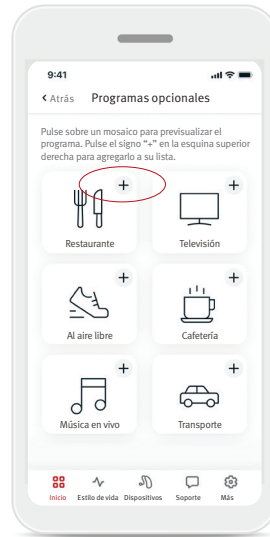 9:41
Atrás Programas opcionales
Pulse sobre un mosaico para previsualizar el
programa. Pulse el signo "+" en la esquina superior
derecha para agregarlo a su lista.
+ +
Restaurante Televisión
+ +
Al aire libre Cafetería
+ +
Música en vivo Transporte
Inicio Estilo de vida Dispositivos Soporte Más